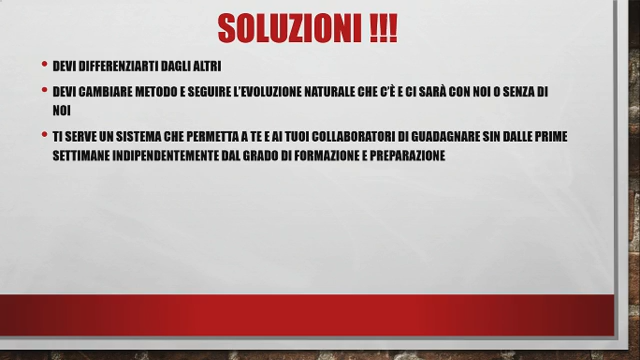 SOLUZIONI !!!
• DEVI DIFFERENZIARTI DAGLI ALTRI
• DEVI CAMBIARE METODO E SEGUIRE L'EVOLUZIONE NATURALE CHE C'È E CI SARÀ CON NOI O SENZA DI
NOI
• TI SERVE UN SISTEMA CHE PERMETTA A TE E AI TUOI COLLABORATORI DI GUADAGNARE SIN DALLE PRIME
SETTIMANE INDIPENDENTEMENTE DAL GRADO DI FORMAZIONE E PREPARAZIONE